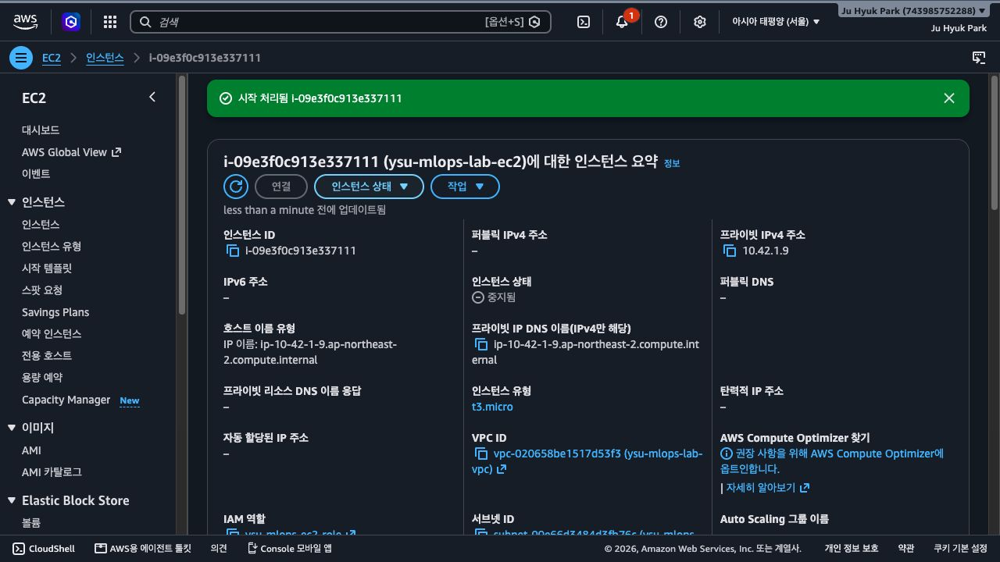 aws
검색
[옵션+S]
1
아시아 태평양 (서울)
Ju Hyuk Park (743985752288)
Ju Hyuk Park
EC2
인스턴스
i-09e3f0c913e337111
EC2
대시보드
AWS Global View
이벤트
인스턴스
인스턴스
인스턴스 유형
시작 템플릿
스팟 요청
Savings Plans
예약 인스턴스
전용 호스트
용량 예약
Capacity Manager New
이미지
AMI
AMI 카탈로그
Elastic Block Store
볼륨
시작 처리됨 i-09e3f0c913e337111
i-09e3f0c913e337111 (ysu-mlops-lab-ec2)에 대한 인스턴스 요약 정보
연결
인스턴스 상태
작업
less than a minute 전에 업데이트됨
인스턴스 ID
i-09e3f0c913e337111
퍼블릭 IPv4 주소
–
프라이빗 IPv4 주소
10.42.1.9
IPv6 주소
–
인스턴스 상태
중지됨
퍼블릭 DNS
–
호스트 이름 유형
IP 이름: ip-10-42-1-9.ap-northeast-
2.compute.internal
프라이빗 IP DNS 이름(IPv4만 해당)
ip-10-42-1-9.ap-northeast-2.compute.int
ernal
프라이빗 리소스 DNS 이름 응답
–
인스턴스 유형
t3.micro
탄력적 IP 주소
–
자동 할당된 IP 주소
–
VPC ID
vpc-020658be1517d53f3 (ysu-mlops-lab-
vpc)
AWS Compute Optimizer 찾기
권장 사항을 위해 AWS Compute Optimizer에
옵트인합니다.
| 자세히 알아보기
IAM 역할
ysu-mlops-ec2-role
서브넷 ID
subnet-00e66d3484d3fb76c (ysu-mlops
Auto Scaling 그룹 이름
CloudShell
AWS용 에이전트 툴킷
의견
Console 모바일 앱
© 2026, Amazon Web Services, Inc. 또는 계열사.
개인 정보 보호
약관
쿠키 기본 설정